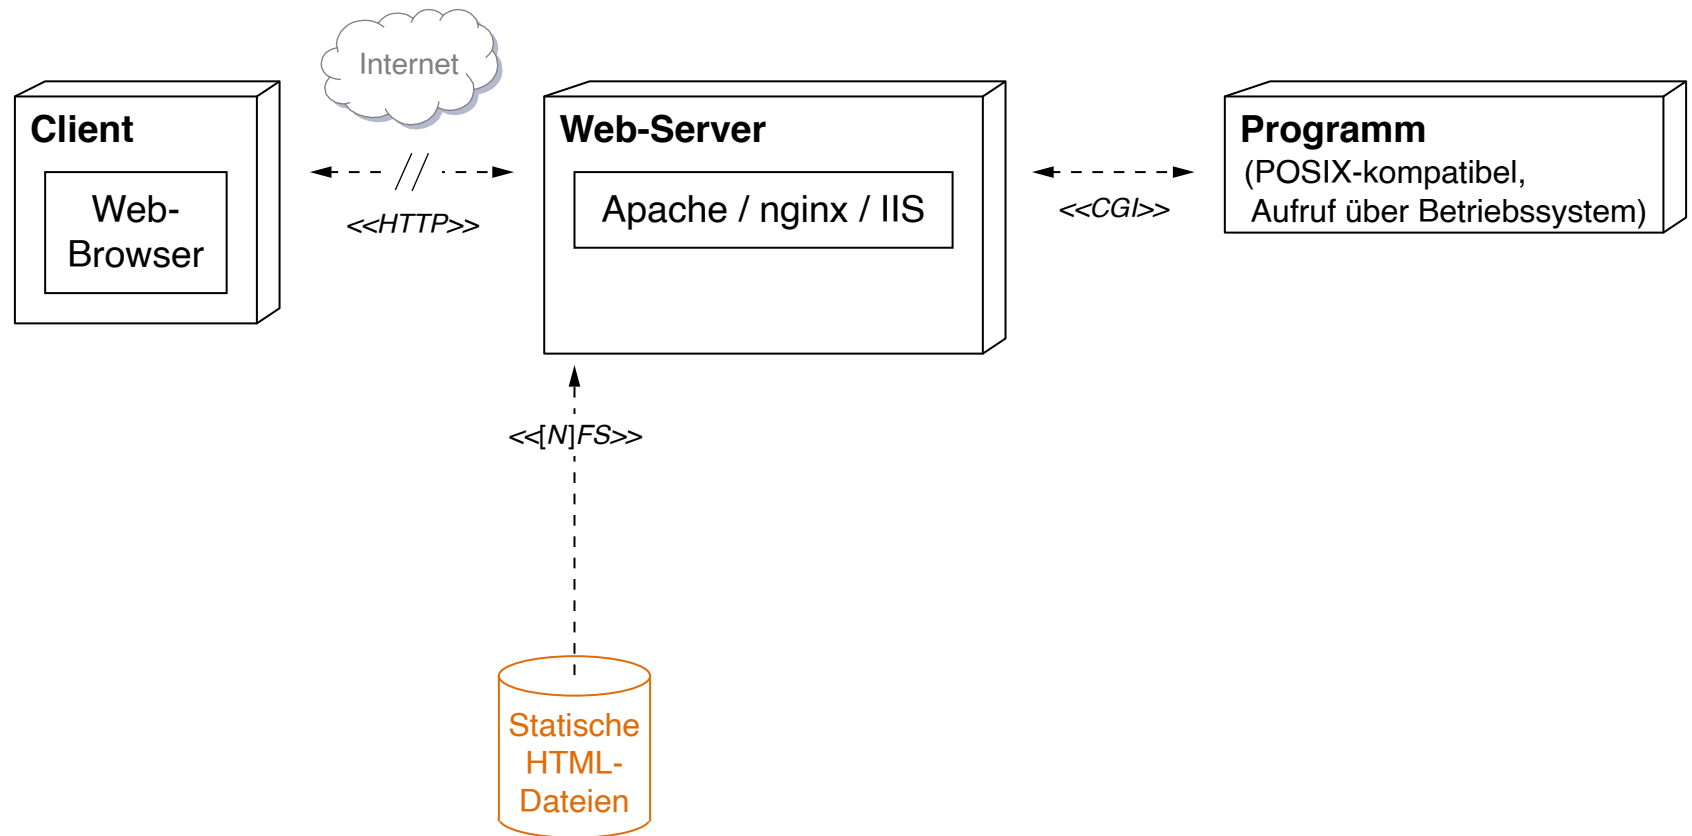 Internet
Client
Web-
Browser
<<HTTP>>
Web-Server
Apache / nginx / IIS
<<CGI>>
Programm
(POSIX-kompatibel,
Aufruf über Betriebssystem)
<<[N]FS>>
Statische
HTML-
Dateien